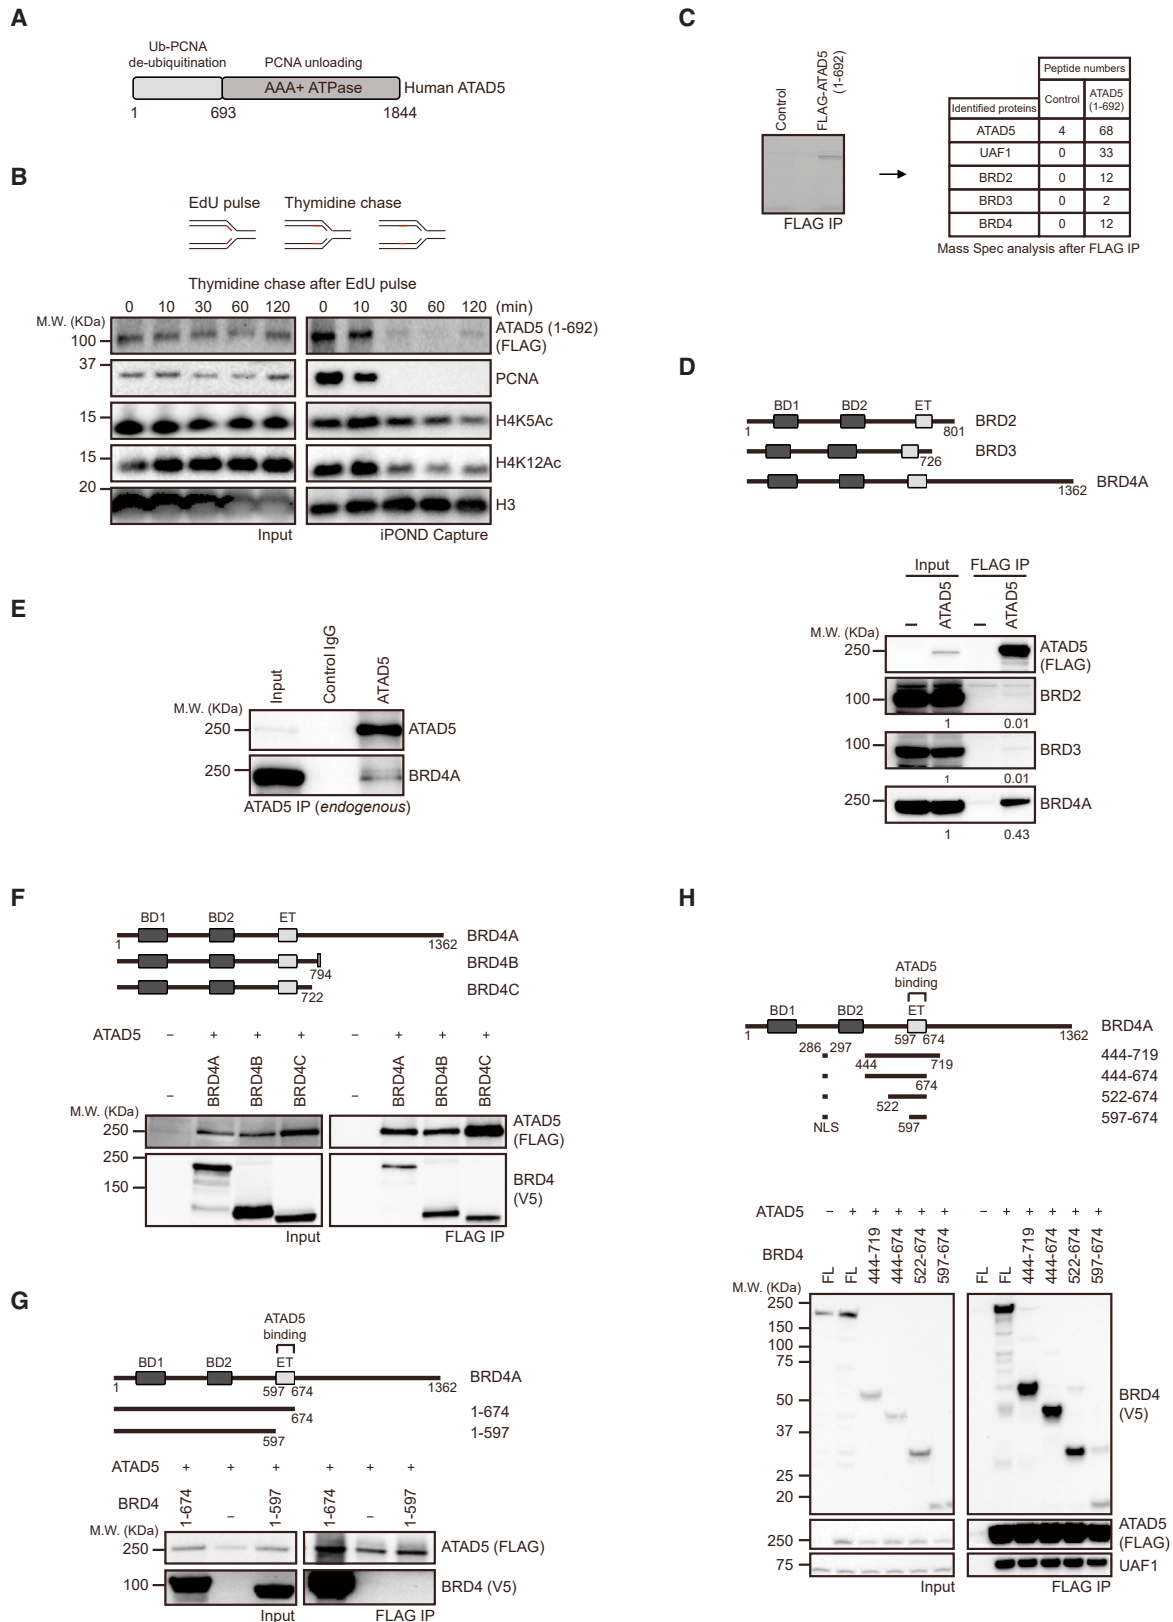 A
Ub-PCNA
de-ubiquitination
PCNA unloading
AAA+ ATPase
Human ATAD5
1 693 1844
B
EdU pulse Thymidine chase
Thymidine chase after EdU pulse
0 10 30 60 120 0 10 30 60 120 (min)
M.W. (KDa)
100
ATAD5 (1-692)
(FLAG)
37
PCNA
15
H4K5Ac
15
H4K12Ac
20
H3
Input iPOND Capture
C
Control
FLAG-ATAD5
(1-692)
FLAG IP
Peptide numbers
Identified proteins Control ATAD5
(1-692)
ATAD5 4 68
UAF1 0 33
BRD2 0 12
BRD3 0 2
BRD4 0 12
Mass Spec analysis after FLAG IP
D
BD1 BD2 ET
BRD2
1 801
BRD3
726
BRD4A
1362
Input FLAG IP
– ATAD5 – ATAD5
M.W. (KDa)
250
ATAD5
(FLAG)
100
BRD2
1 0.01
100
BRD3
1 0.01
250
BRD4A
1 0.43
E
Input
Control IgG
ATAD5
M.W. (KDa)
250
ATAD5
250
BRD4A
ATAD5 IP (endogenous)
F
BD1 BD2 ET
BRD4A
1 1362
BRD4B
794
BRD4C
722
ATAD5 – + + + – + + +
– BRD4A BRD4B BRD4C – BRD4A BRD4B BRD4C
M.W. (KDa)
250
ATAD5
(FLAG)
250
150
BRD4
(V5)
Input FLAG IP
G
ATAD5
binding
BD1 BD2 ET
BRD4A
1 597 674 1362
1-674
674
1-597
597
ATAD5 + + + + + +
BRD4 1-674 – 1-597 1-674 – 1-597
M.W. (KDa)
250
ATAD5 (FLAG)
100
BRD4 (V5)
Input FLAG IP
H
ATAD5
binding
BD1 BD2 ET
BRD4A
1 597 674 1362
286 297
444-719
444 719
444-674
674
522-674
522
597-674
NLS 597
ATAD5 – + + + + + – + + + + +
BRD4 FL FL 444-719 444-674 522-674 597-674 FL FL 444-719 444-674 522-674 597-674
M.W. (KDa)
250
150
100
75
50
37
25
20
BRD4
(V5)
250
ATAD5
(FLAG)
75
UAF1
Input FLAG IP